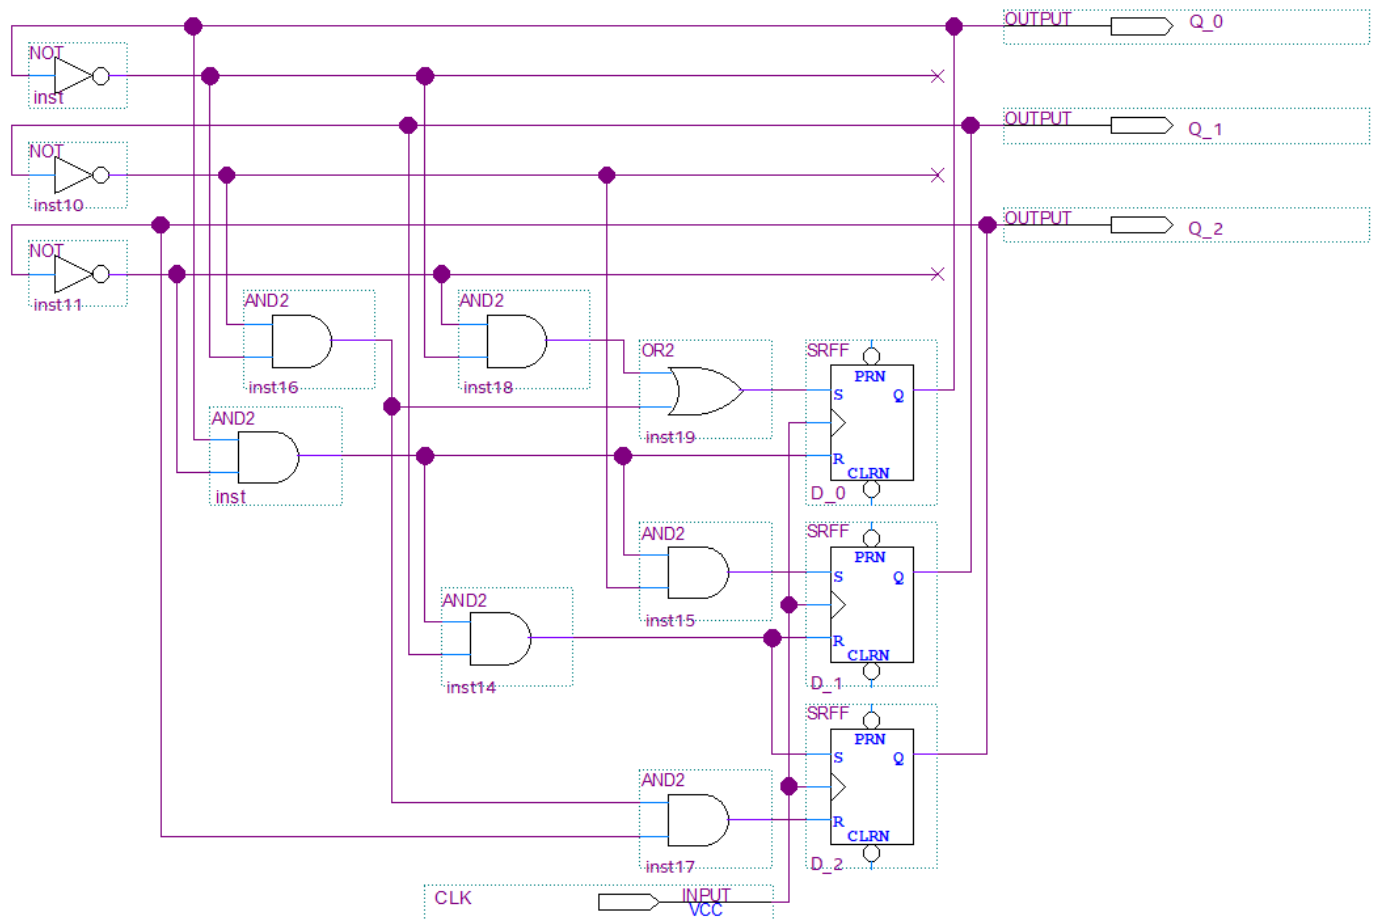 OUTPUT
Q_0
NOT
inst
OUTPUT
Q_1
NOT
inst10
OUTPUT
Q_2
NOT
inst11
AND2
inst16
AND2
inst18
OR2
inst19
SRFF
PRN
S
Q
R
CLRN
D_0
AND2
inst
SRFF
PRN
S
Q
R
CLRN
D_1
AND2
inst15
AND2
inst14
SRFF
PRN
S
Q
R
CLRN
D_2
AND2
inst17
CLK
INPUT
VCC